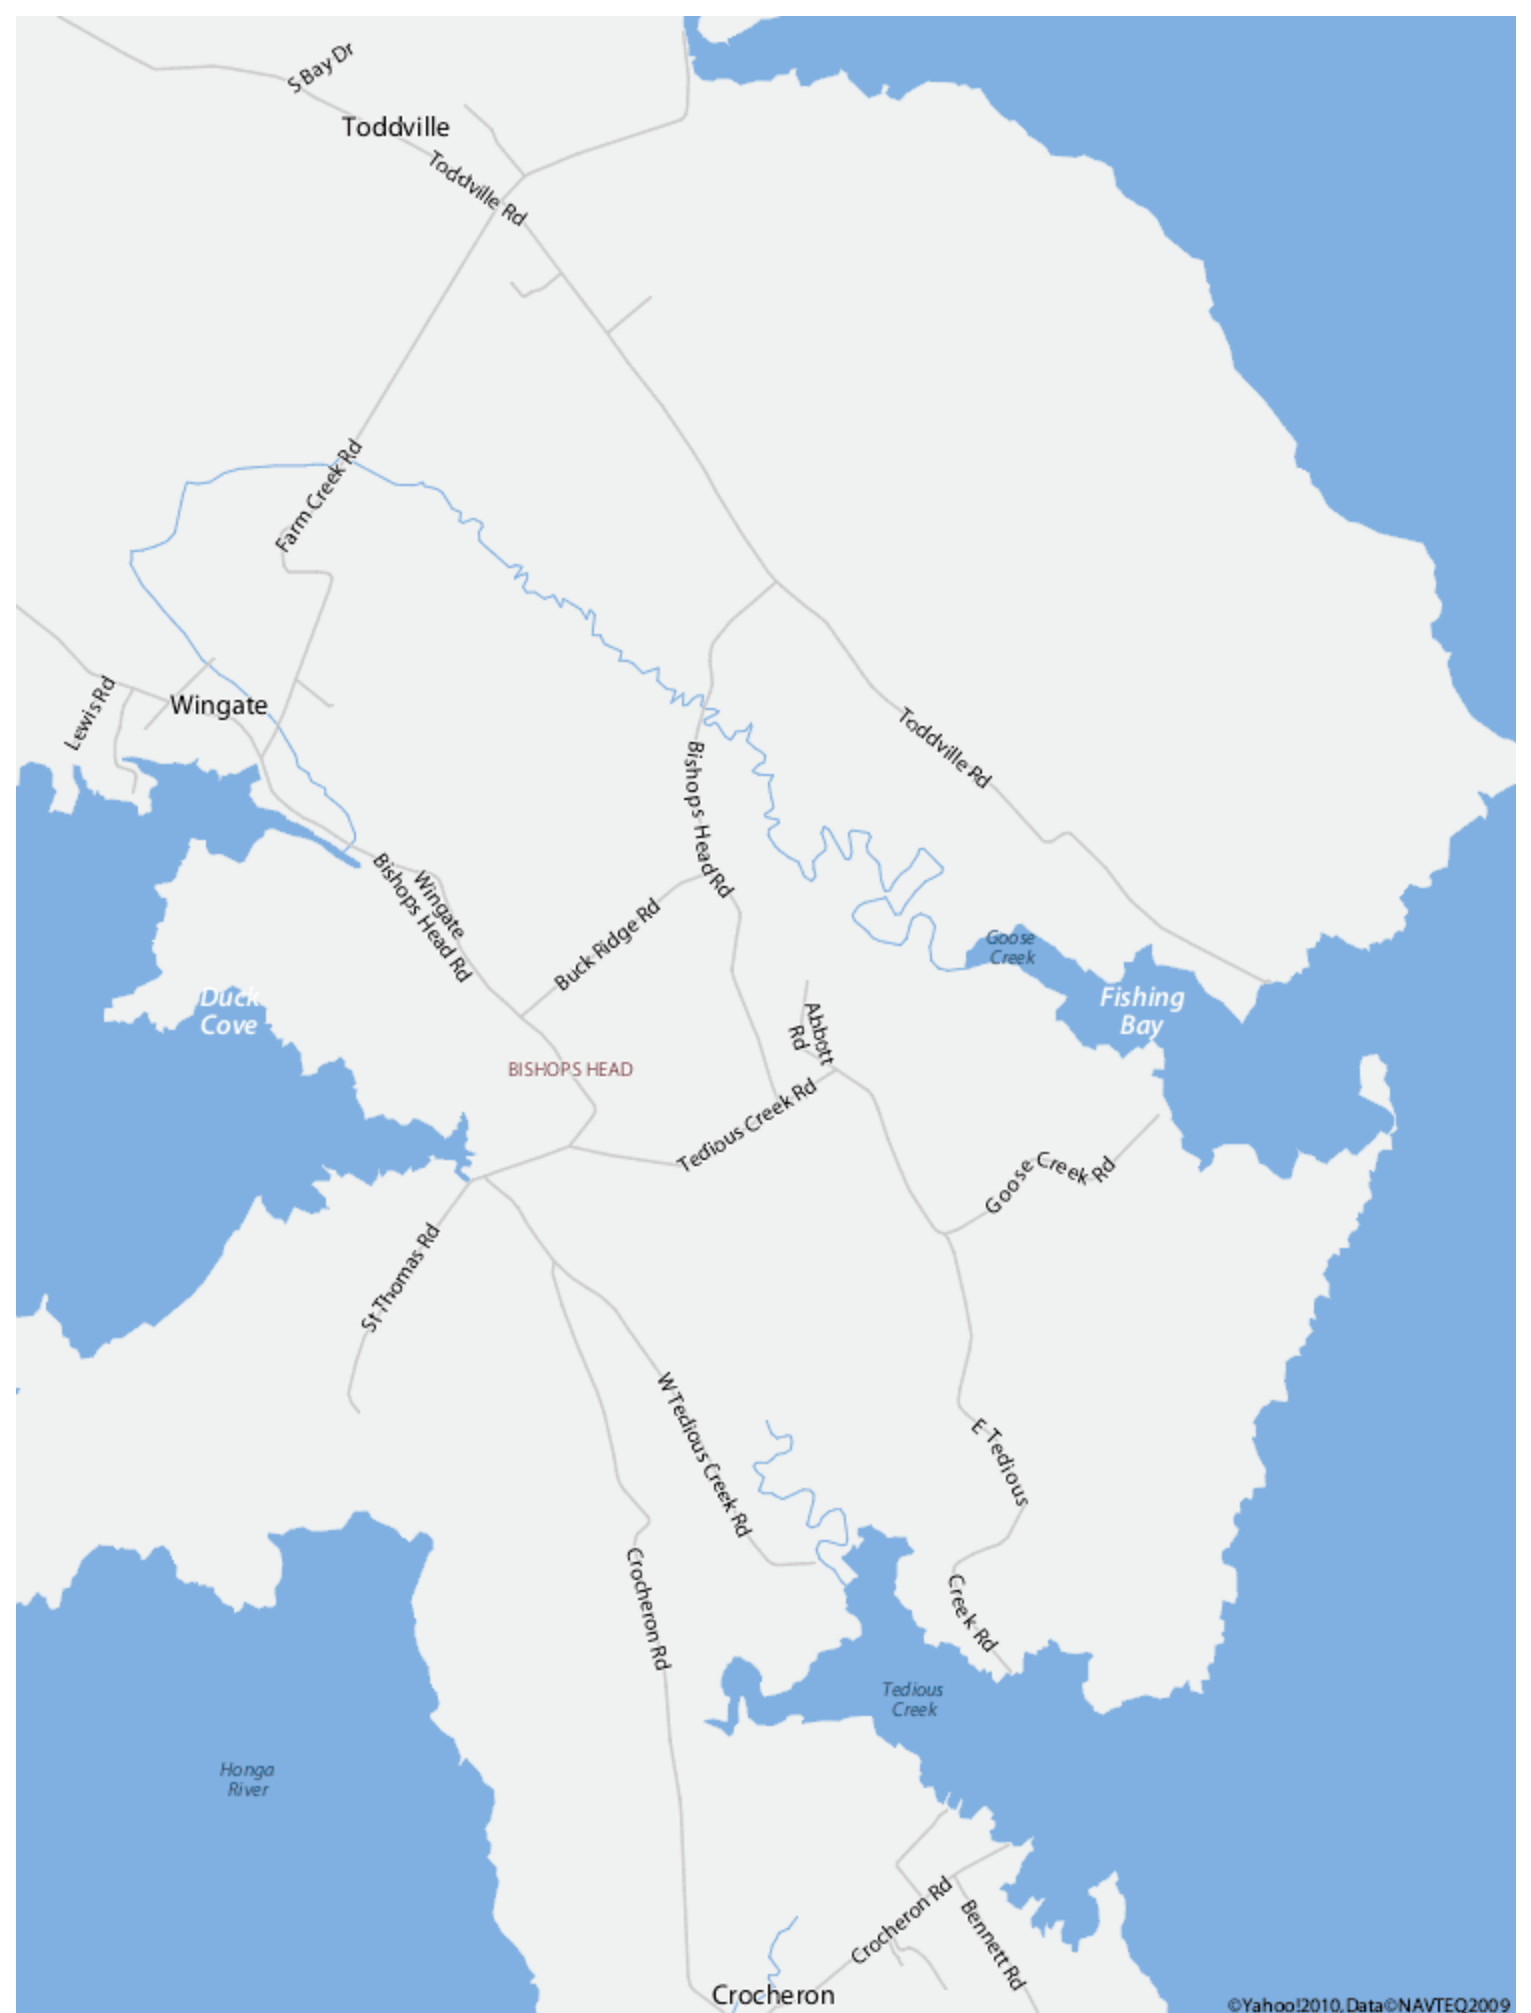 S Bay Dr
Toddville
Toddville Rd
Farm Creek Rd
Lewis Rd
Wingate
Toddville Rd
Bishops Head Rd
Wingate
Bishops Head Rd
Buck Ridge Rd
Goose
Creek
Duck
Cove
Fishing
Bay
Abbott
Rd
BISHOPS HEAD
Tedious Creek Rd
Goose Creek Rd
St Thomas Rd
W Tedious Creek Rd
E Tedious
Creek Rd
Crocheron Rd
Tedious
Creek
Honga
River
Crocheron Rd
Bennett Rd
Crocheron
©Yahoo!2010, Data©NAVTEQ2009